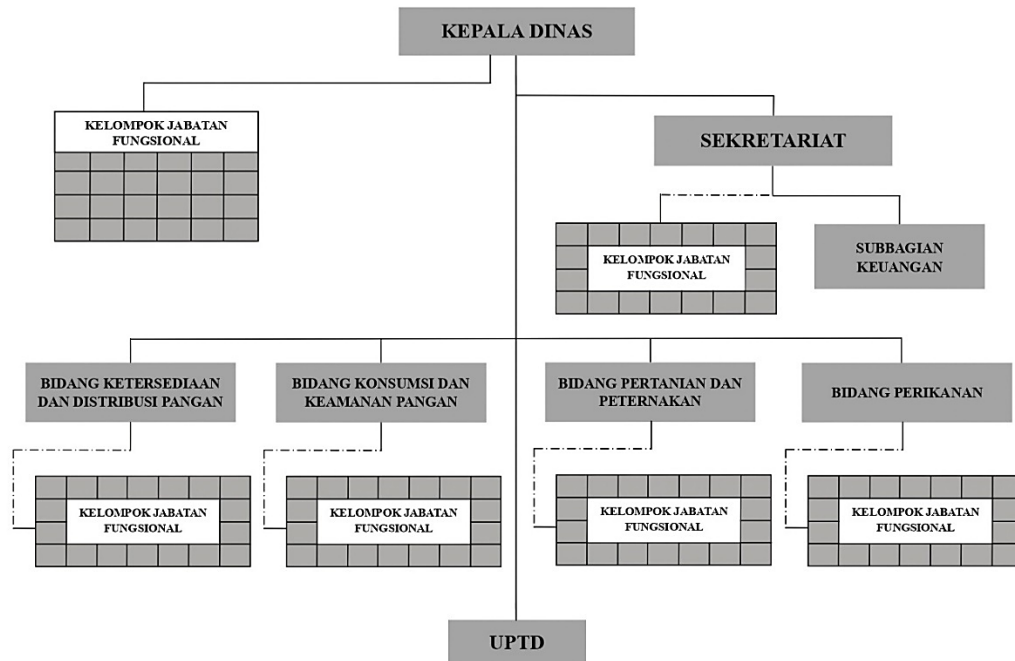 KEPALA DINAS
KELOMPOK JABATAN
FUNGSIONAL
SEKRETARIAT
KELOMPOK JABATAN
FUNGSIONAL
SUBBAGIAN
KEUANGAN
BIDANG KETERSEDIAAN
DAN DISTRIBUSI PANGAN
BIDANG KONSUMSI DAN
KEAMANAN PANGAN
BIDANG PERTANIAN DAN
PETERNAKAN
BIDANG PERIKANAN
KELOMPOK JABATAN
FUNGSIONAL
KELOMPOK JABATAN
FUNGSIONAL
KELOMPOK JABATAN
FUNGSIONAL
KELOMPOK JABATAN
FUNGSIONAL
UPTD